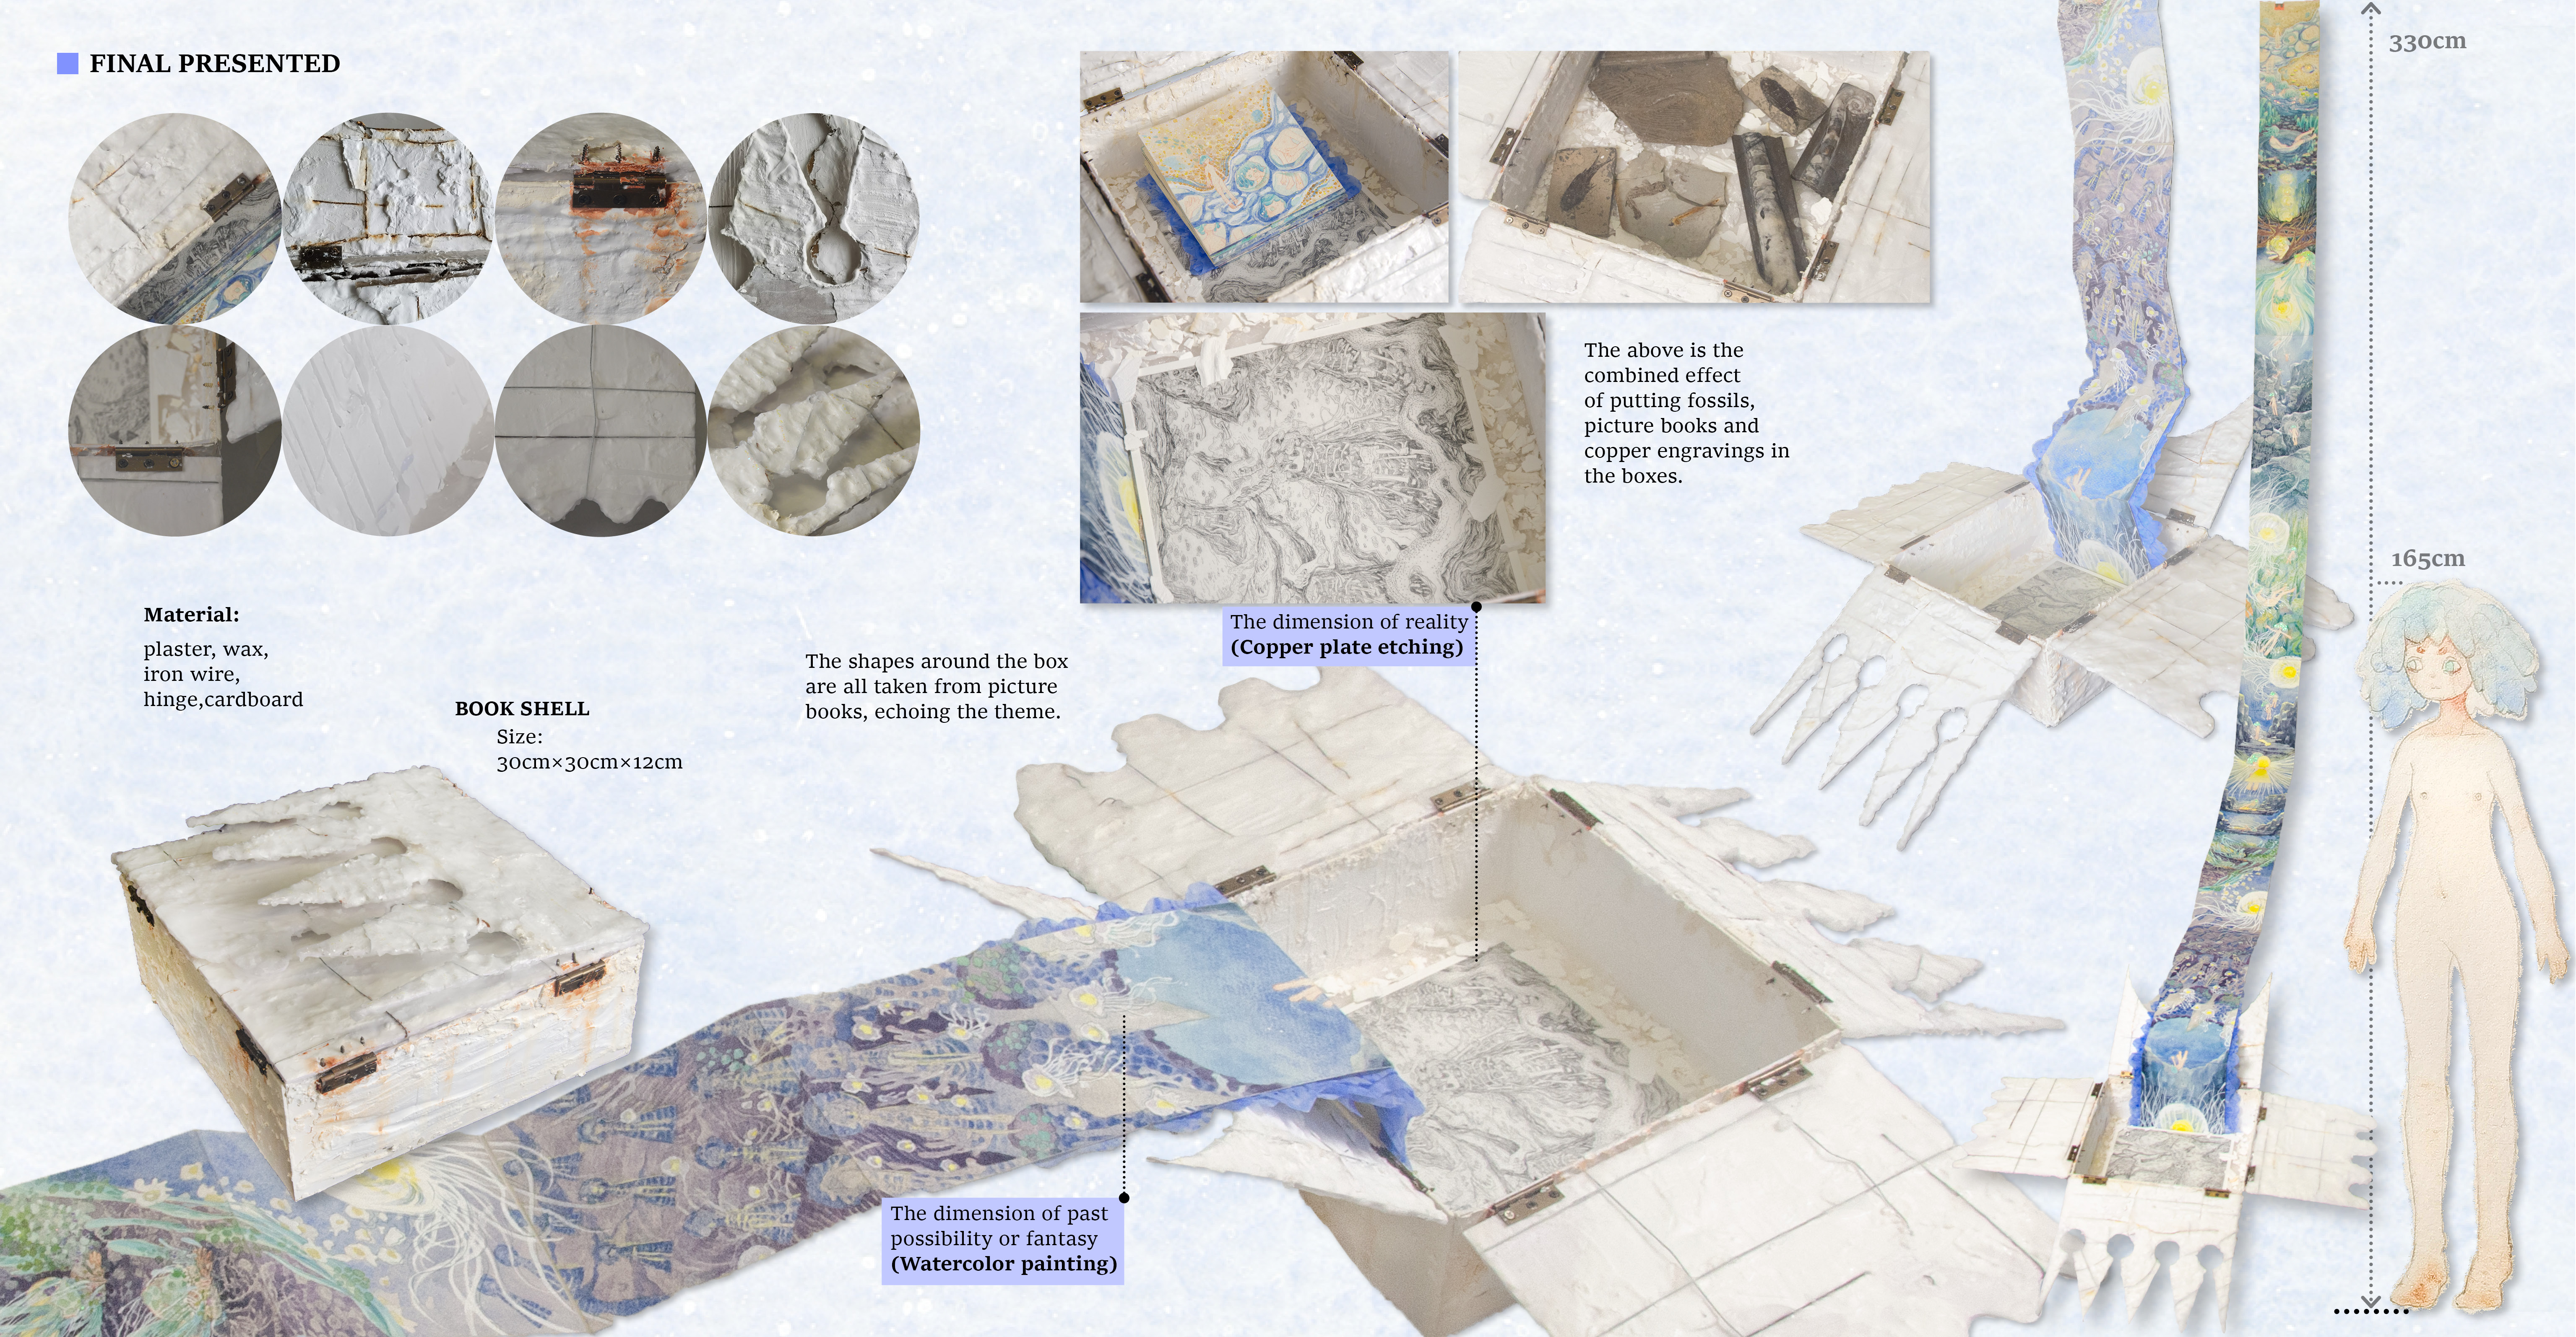 FINAL PRESENTED
Material:
plaster, wax,
iron wire,
hinge,cardboard
BOOK SHELL
Size:
30cm×30cm×12cm
The shapes around the box
are all taken from picture
books, echoing the theme.
The above is the
combined effect
of putting fossils,
picture books and
copper engravings in
the boxes.
The dimension of reality
(Copper plate etching)
The dimension of past
possibility or fantasy
(Watercolor painting)
330cm
165cm